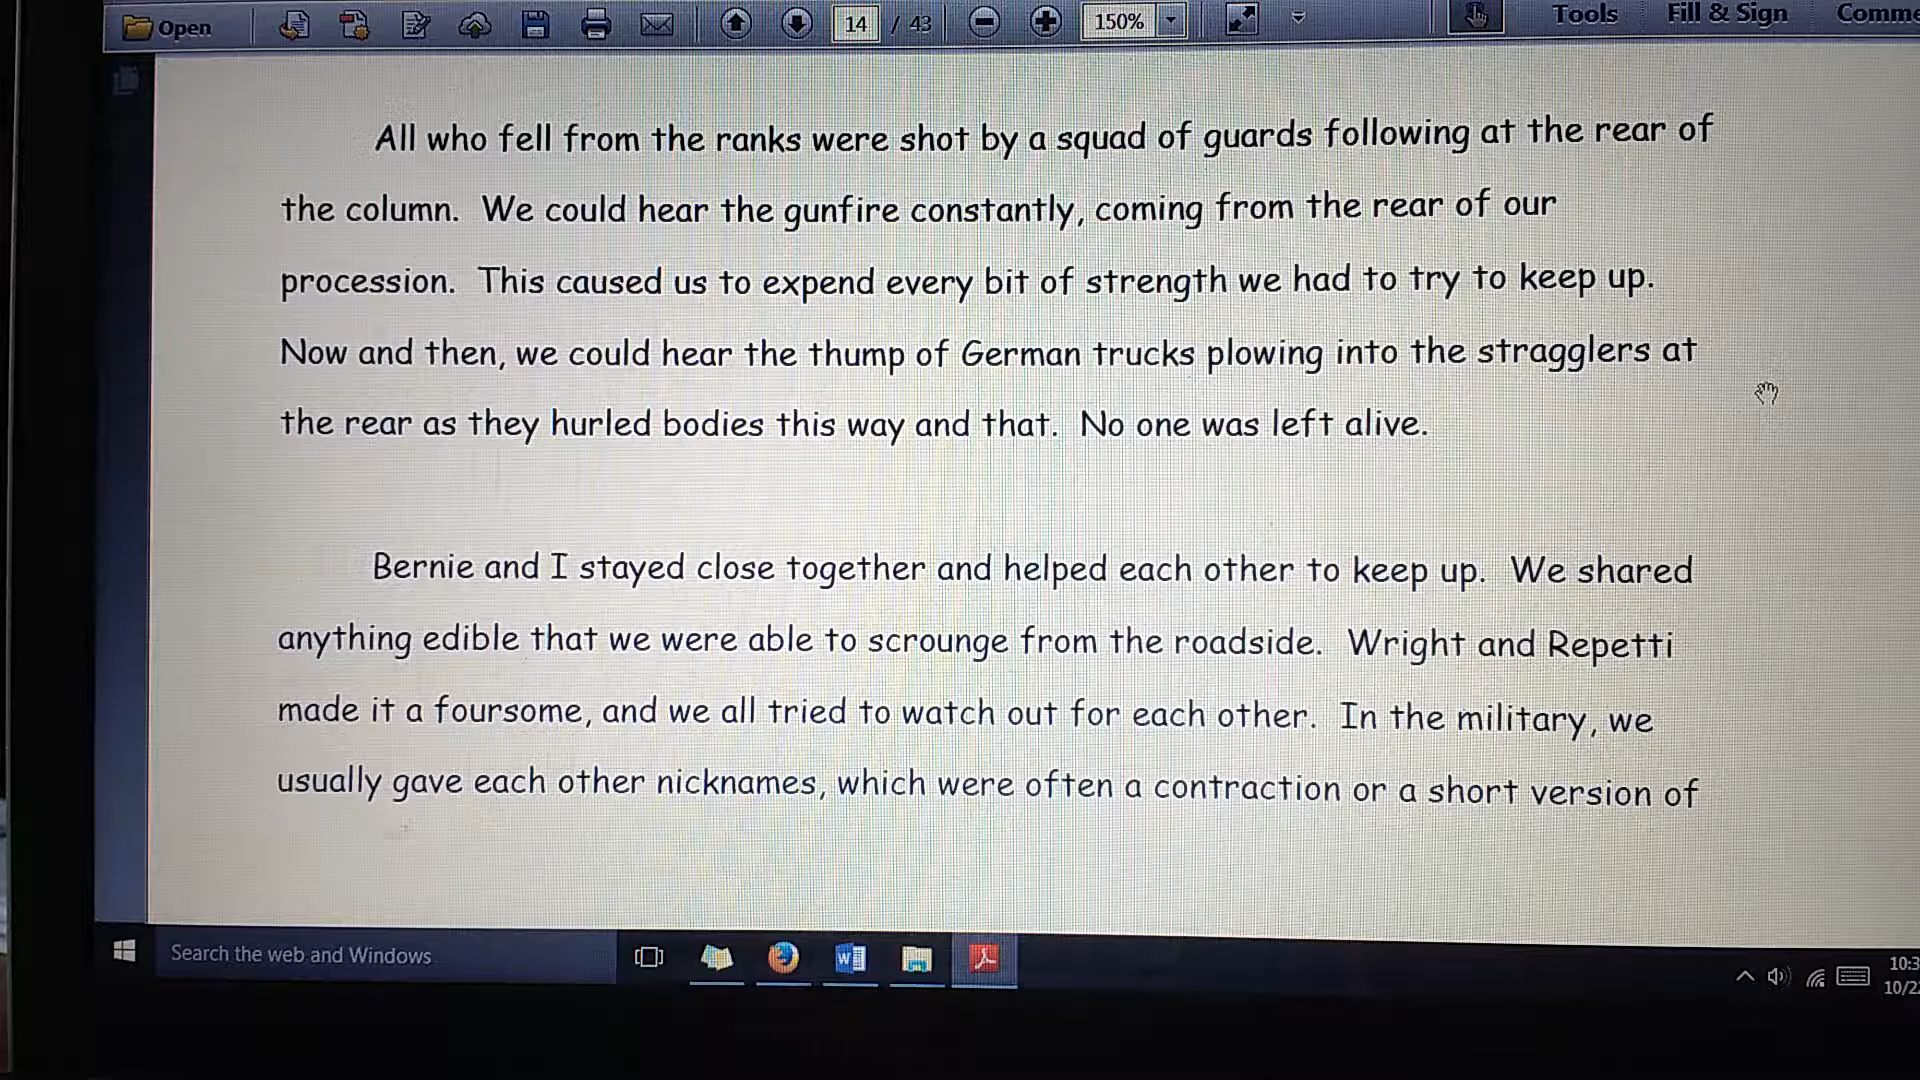 Open 14 / 43 150% Tools Fill & Sign Comme
All who fell from the ranks were shot by a squad of guards following at the rear of
the column. We could hear the gunfire constantly, coming from the rear of our
procession. This caused us to expend every bit of strength we had to try to keep up.
Now and then, we could hear the thump of German trucks plowing into the stragglers at
the rear as they hurled bodies this way and that. No one was left alive.
Bernie and I stayed close together and helped each other to keep up. We shared
anything edible that we were able to scrounge from the roadside. Wright and Repetti
made it a foursome, and we all tried to watch out for each other. In the military, we
usually gave each other nicknames, which were often a contraction or a short version of
Search the web and Windows
10:3
10/2